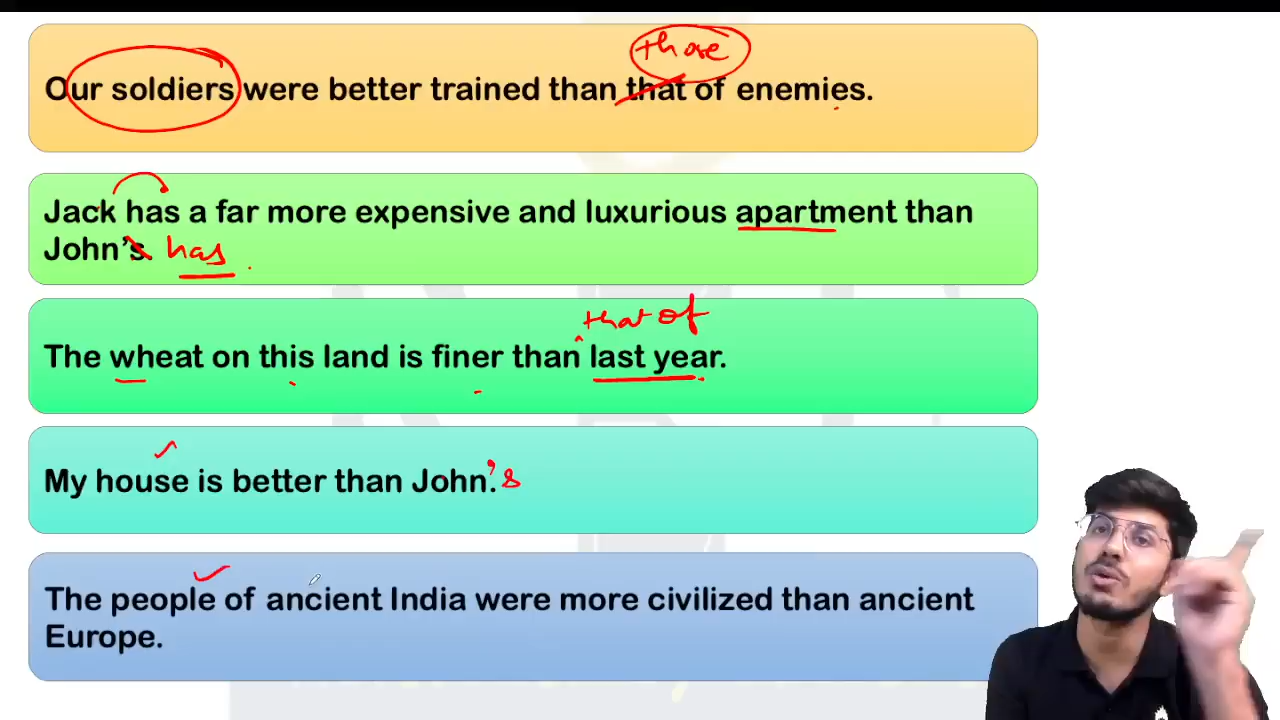 those
Our soldiers were better trained than that of enemies.
Jack has a far more expensive and luxurious apartment than
John's. has
that of
The wheat on this land is finer than last year.
My house is better than John.'s
The people of ancient India were more civilized than ancient
Europe.